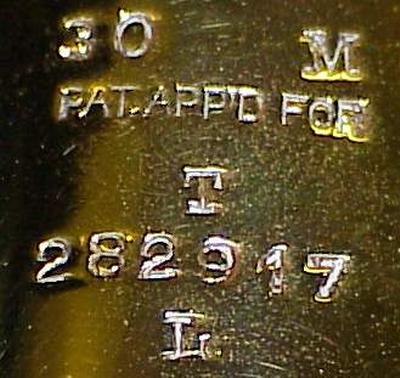 30 M
PAT. APP'D FOR
T
282917
L